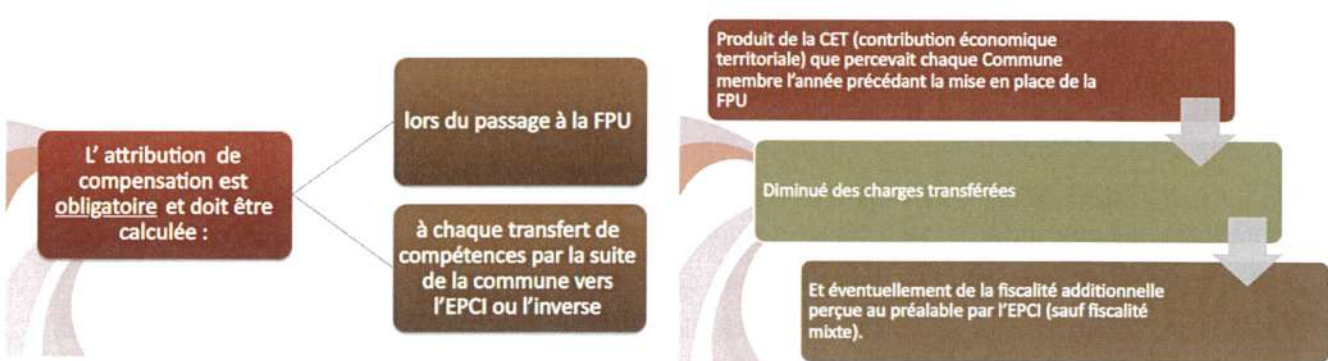 L' attribution de
compensation est
obligatoire et doit être
calculée :
lors du passage à la FPU
à chaque transfert de
compétences par la suite
de la commune vers
l'EPCI ou l'inverse
Produit de la CET (contribution économique
territoriale) que percevait chaque Commune
membre l'année précédant la mise en place de la
FPU
Diminué des charges transférées
Et éventuellement de la fiscalité additionnelle
perçue au préalable par l'EPCI (sauf fiscalité
mixte).